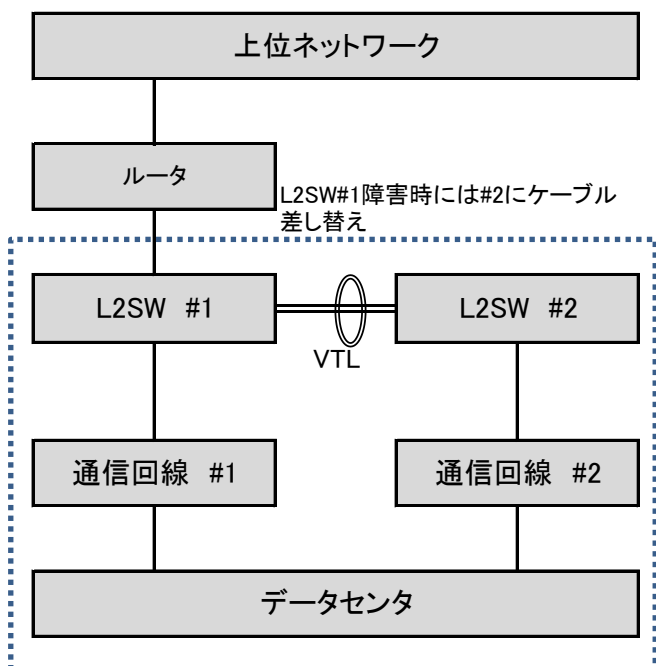 上位ネットワーク
ルータ
L2SW#1障害時には#2にケーブル
差し替え
L2SW #1
L2SW #2
VTL
通信回線 #1
通信回線 #2
データセンタ